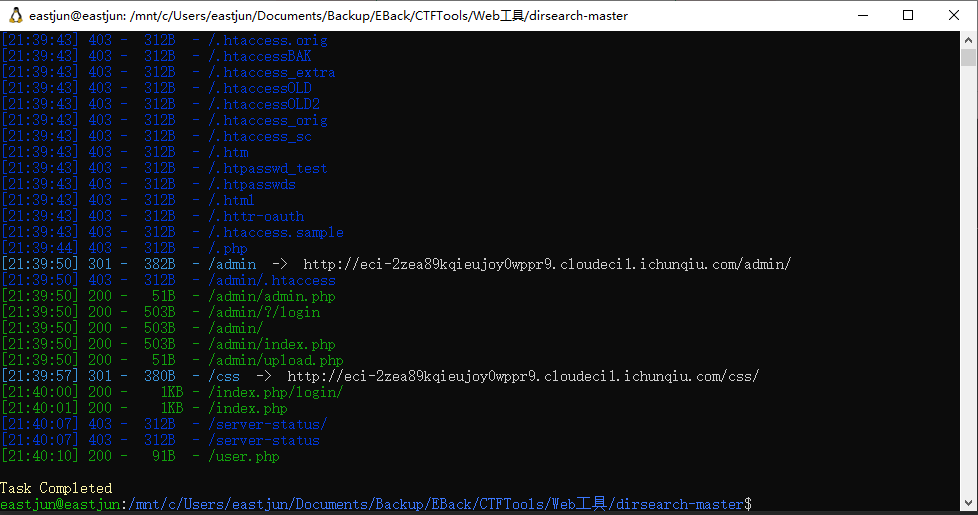 eastjun@eastjun: /mnt/c/Users/eastjun/Documents/Backup/EBack/CTFTools/Web工具/dirsearch-master
[21:39:43] 403 -  312B  - /.htaccess.orig
[21:39:43] 403 -  312B  - /.htaccessBAK
[21:39:43] 403 -  312B  - /.htaccess_extra
[21:39:43] 403 -  312B  - /.htaccessOLD
[21:39:43] 403 -  312B  - /.htaccessOLD2
[21:39:43] 403 -  312B  - /.htaccess_orig
[21:39:43] 403 -  312B  - /.htaccess_sc
[21:39:43] 403 -  312B  - /.htm
[21:39:43] 403 -  312B  - /.htpasswd_test
[21:39:43] 403 -  312B  - /.htpasswds
[21:39:43] 403 -  312B  - /.html
[21:39:43] 403 -  312B  - /.httr-oauth
[21:39:43] 403 -  312B  - /.htaccess.sample
[21:39:44] 403 -  312B  - /.php
[21:39:50] 301 -  382B  - /admin  ->  http://eci-2zea89kqieujoy0wppr9.cloudeci1.ichunqiu.com/admin/
[21:39:50] 403 -  312B  - /admin/.htaccess
[21:39:50] 200 -   51B  - /admin/admin.php
[21:39:50] 200 -  503B  - /admin/?/login
[21:39:50] 200 -  503B  - /admin/
[21:39:50] 200 -  503B  - /admin/index.php
[21:39:50] 200 -   51B  - /admin/upload.php
[21:39:57] 301 -  380B  - /css  ->  http://eci-2zea89kqieujoy0wppr9.cloudeci1.ichunqiu.com/css/
[21:40:00] 200 -    1KB - /index.php/login/
[21:40:01] 200 -    1KB - /index.php
[21:40:07] 403 -  312B  - /server-status/
[21:40:07] 403 -  312B  - /server-status
[21:40:10] 200 -   91B  - /user.php
Task Completed
eastjun@eastjun:/mnt/c/Users/eastjun/Documents/Backup/EBack/CTFTools/Web工具/dirsearch-master$